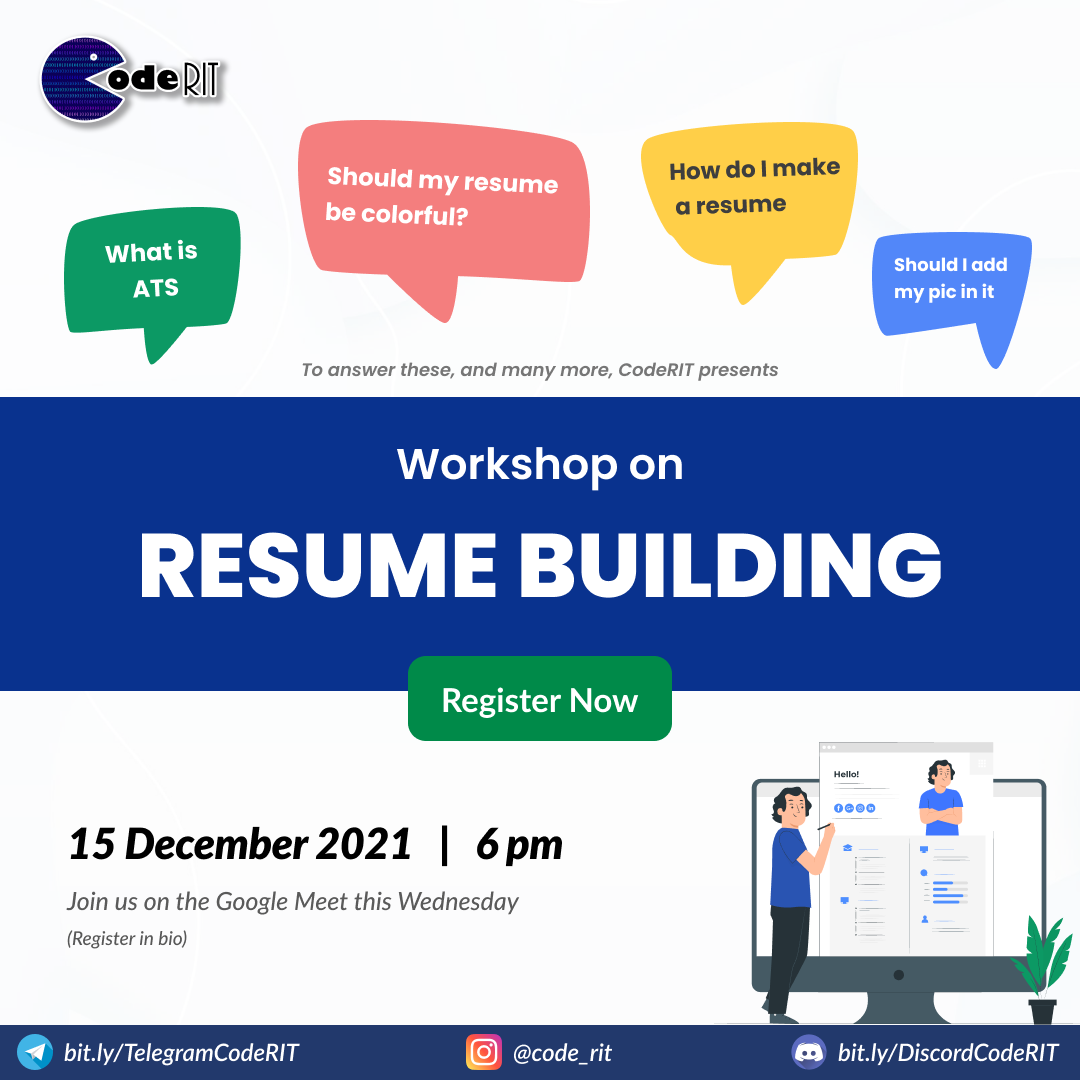 odeRIT
What is
ATS
Should my resume
be colorful?
How do I make
a resume
Should I add
my pic in it
To answer these, and many more, CodeRIT presents
Workshop on
RESUME BUILDING
Register Now
Hello!
15 December 2021 | 6 pm
Join us on the Google Meet this Wednesday
(Register in bio)
bit.ly/TelegramCodeRIT
@code_rit
bit.ly/DiscordCodeRIT